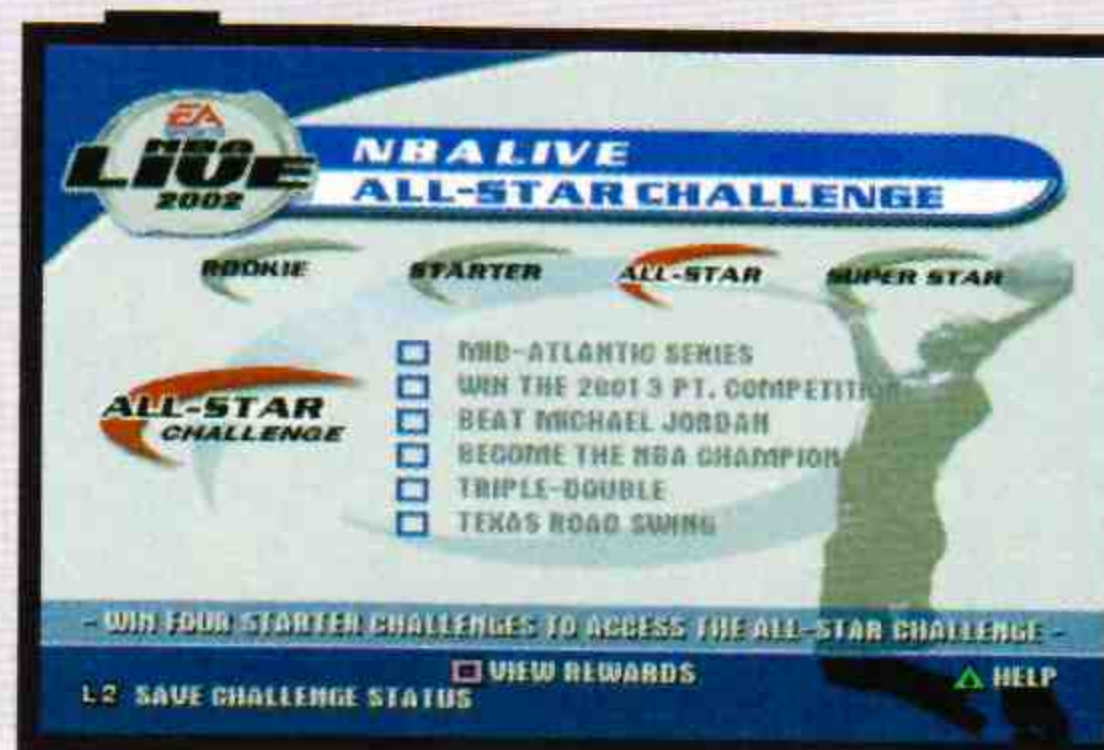 EA
NBA
LIVE
2002
NBA LIVE
ALL-STAR CHALLENGE
ROOKIE
STARTER
ALL-STAR
SUPER STAR
ALL-STAR
CHALLENGE
MID-ATLANTIC SERIES
WIN THE 2001 3 PT. COMPETITION
BEAT MICHAEL JORDAN
BECOME THE NBA CHAMPION
TRIPLE-DOUBLE
TEXAS ROAD SWING
- WIN FOUR STARTER CHALLENGES TO ACCESS THE ALL-STAR CHALLENGE -
VIEW REWARDS
HELP
L2 SAVE CHALLENGE STATUS